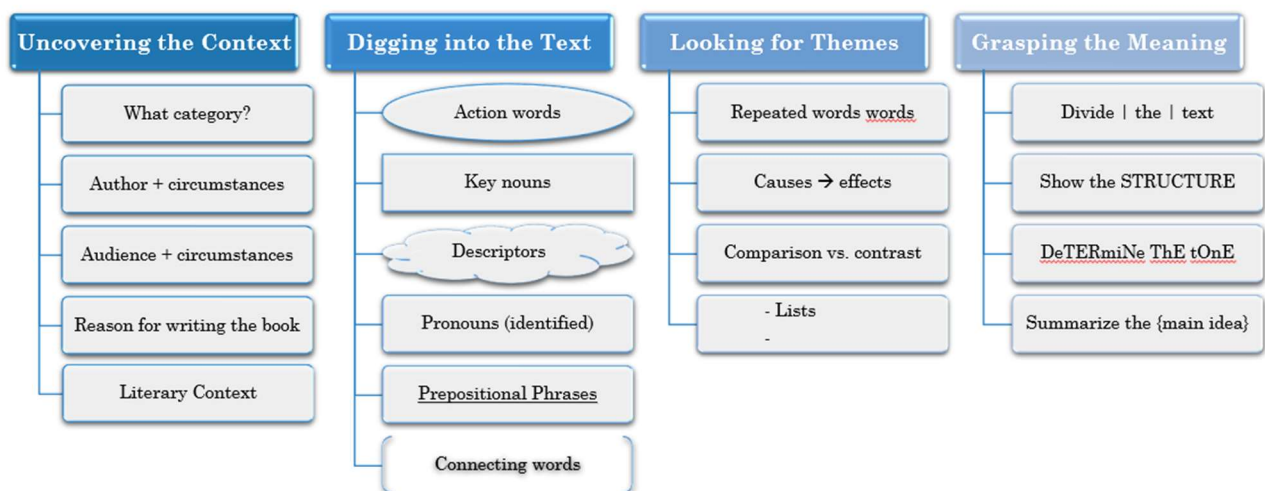 Uncovering the Context
What category?
Author + circumstances
Audience + circumstances
Reason for writing the book
Literary Context
Digging into the Text
Action words
Key nouns
Descriptors
Pronouns (identified)
Prepositional Phrases
Connecting words
Looking for Themes
Repeated words words
Causes → effects
Comparison vs. contrast
- Lists
-
Grasping the Meaning
Divide | the | text
Show the STRUCTURE
DeTERmiNe ThE tOnE
Summarize the {main idea}